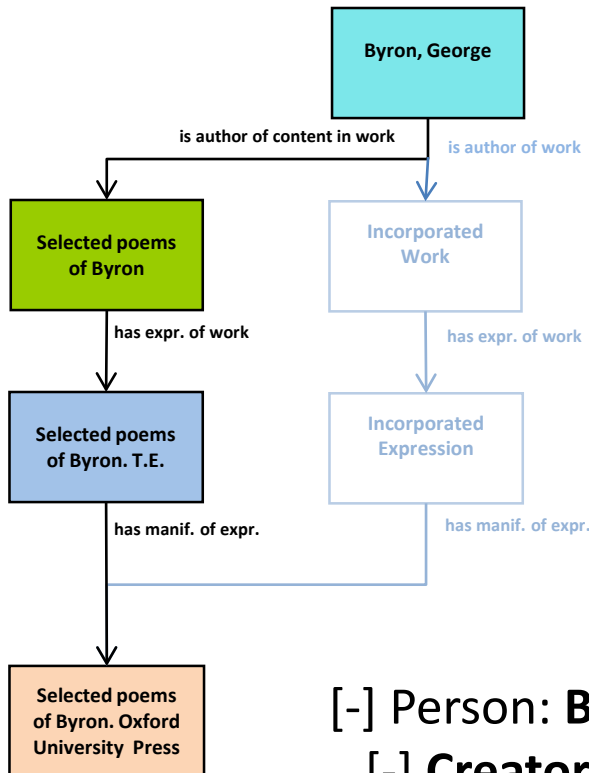 Byron, George
is author of content in work
is author of work
Selected poems
of Byron
Incorporated
Work
has expr. of work
has expr. of work
Selected poems
of Byron. T.E.
Incorporated
Expression
has manif. of expr.
has manif. of expr.
Selected poems
of Byron. Oxford
University Press
[-] Person: B
[-] Creator